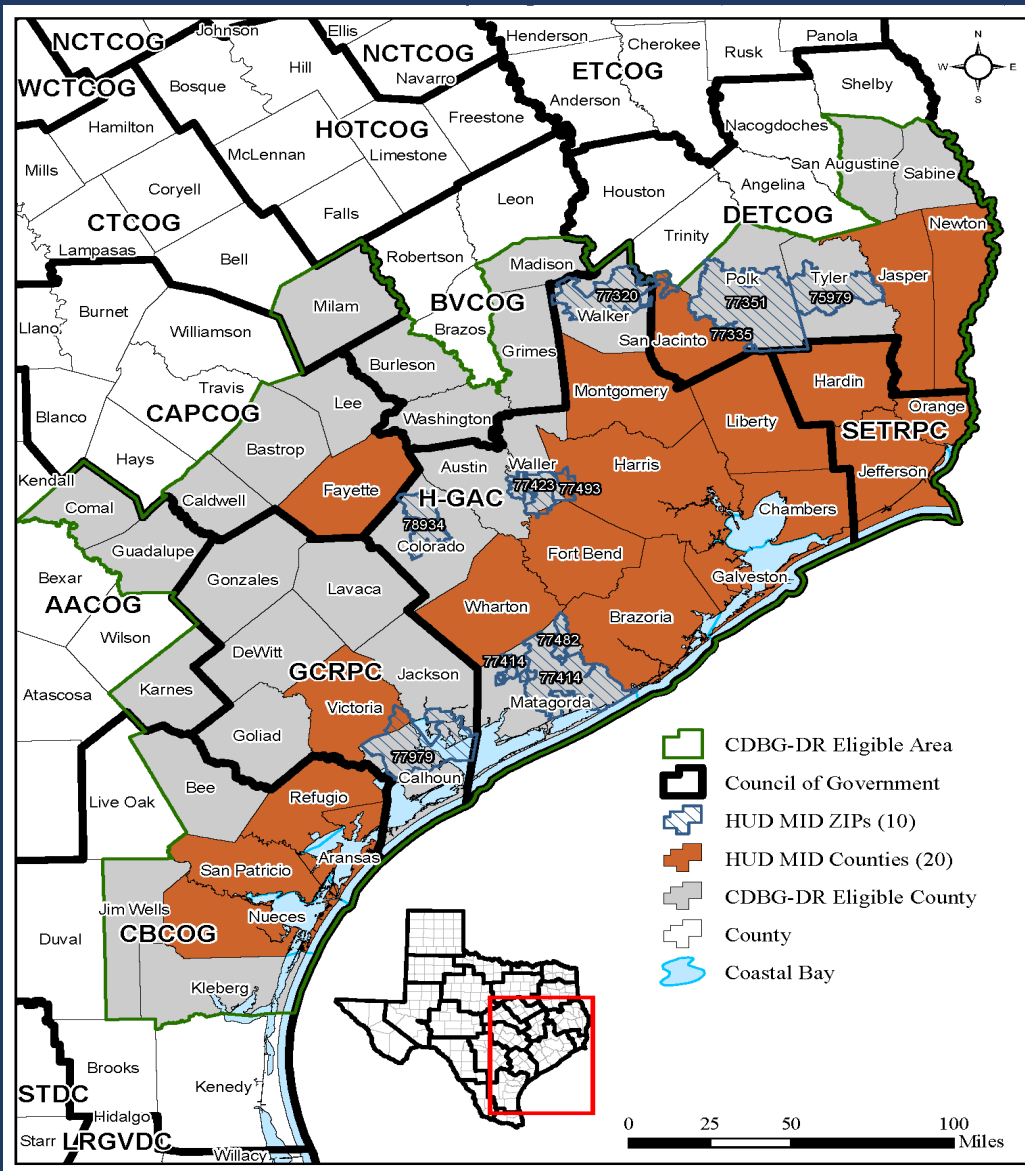 NCTCOG
Johnson
Ellis
NCTCOG
Henderson
Cherokee
Rusk
Panola
N
W
E
S
WCTCOG
Bosque
Hill
Navarro
ETCOG
Anderson
Shelby
Hamilton
HOTCOG
Freestone
Nacogdoches
McLennan
Limestone
San Augustine
Sabine
Mills
Coryell
Houston
Angelina
CTCOG
Falls
Leon
DETCOG
Newton
Lampasas
Bell
Robertson
Madison
Trinity
Polk
Tyler
Jasper
Burnet
Milam
BVCOG
77320
77351
75979
Llano
Williamson
Brazos
Walker
77335
San Jacinto
Grimes
Burleson
Travis
Montgomery
Hardin
Blanco
CAPCOG
Lee
Washington
Liberty
Orange
Hays
Bastrop
SETRPC
Kendall
Austin
Waller
Harris
Jefferson
Comal
Caldwell
Fayette
H-GAC
77423
77493
Chambers
78934
Guadalupe
Colorado
Fort Bend
Bexar
Gonzales
Lavaca
Galveston
AACOG
Wharton
Brazoria
Wilson
DeWitt
77482
77414
GCRPC
Jackson
77414
Atascosa
Karnes
Victoria
Matagorda
Goliad
77979
Calhoun
Live Oak
Bee
Refugio
Aransas
San Patricio
Jim Wells
Nueces
Duval
CBCOG
Kleberg
Brooks
Kenedy
STDC
Hidalgo
Starr
LRGVDC
Willacy
CDBG-DR Eligible Area
Council of Government
HUD MID ZIPs (10)
HUD MID Counties (20)
CDBG-DR Eligible County
County
Coastal Bay
0 25 50 100
Miles